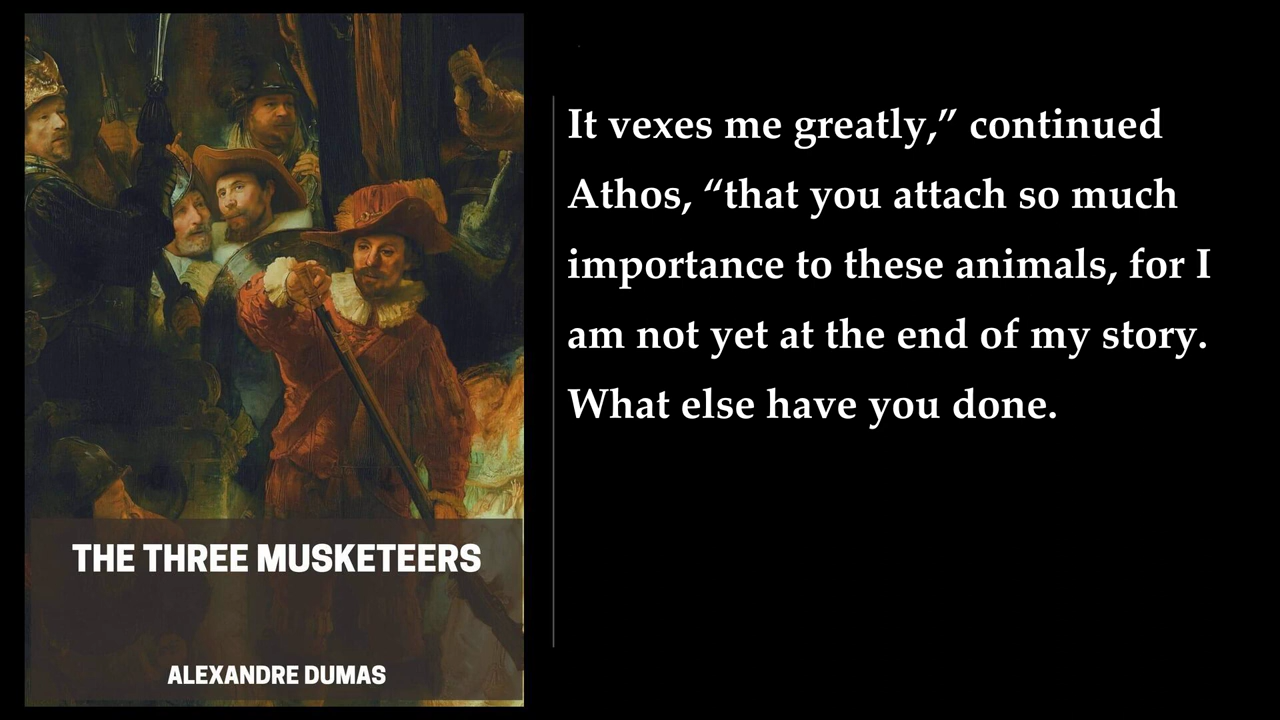 THE THREE MUSKETEERS
ALEXANDRE DUMAS
It vexes me greatly,” continued
Athos, “that you attach so much
importance to these animals, for I
am not yet at the end of my story.
What else have you done.